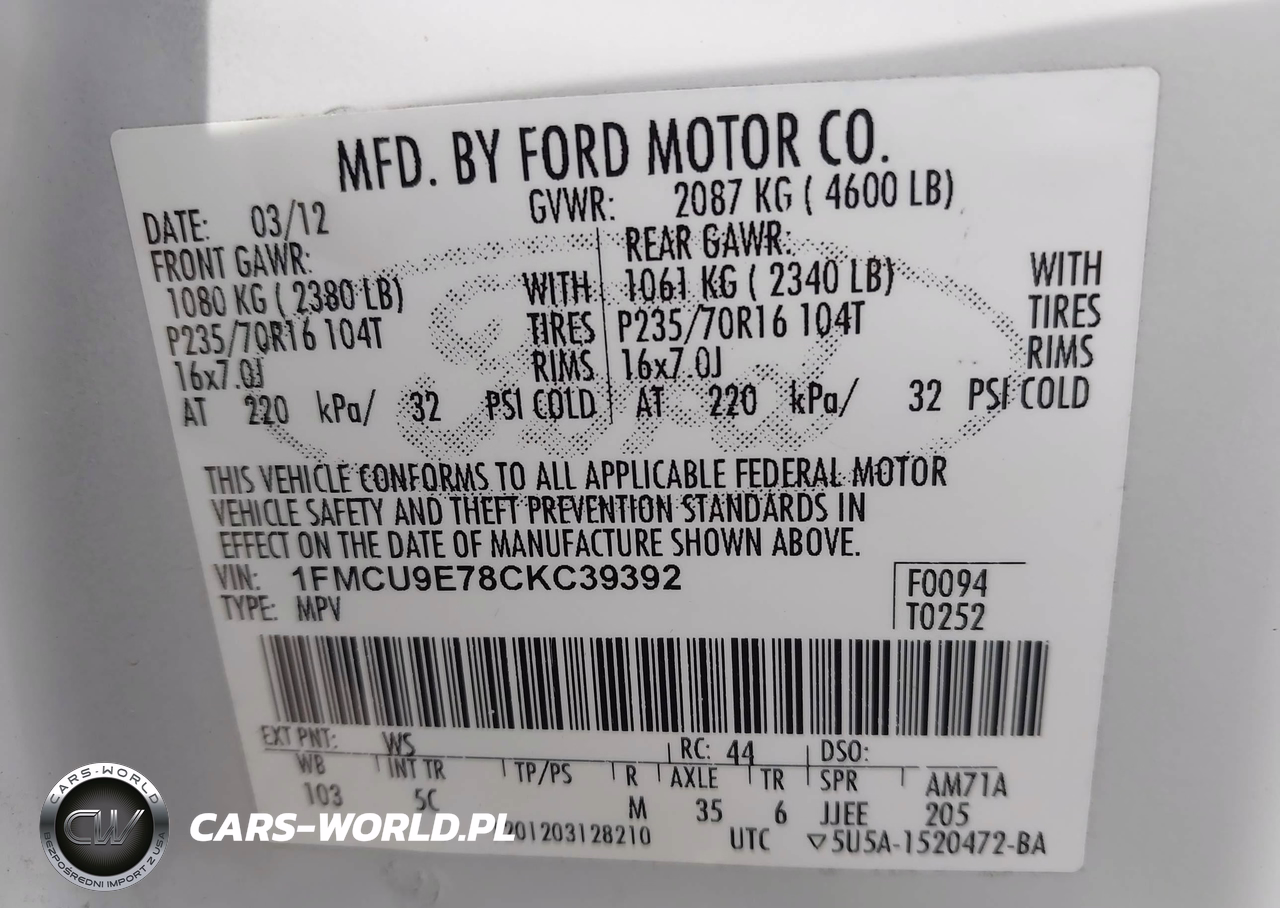 MFD. BY FORD MOTOR CO.
DATE: 03/12 GVWR: 2087 KG ( 4600 LB)
FRONT GAWR: REAR GAWR:
1080 KG ( 2380 LB) WITH 1061 KG ( 2340 LB) WITH
P235/70R16 104T TIRES P235/70R16 104T TIRES
16x7.0J RIMS 16x7.0J RIMS
AT 220 kPa/ 32 PSI COLD AT 220 kPa/ 32 PSI COLD
THIS VEHICLE CONFORMS TO ALL APPLICABLE FEDERAL MOTOR
VEHICLE SAFETY AND THEFT PREVENTION STANDARDS IN
EFFECT ON THE DATE OF MANUFACTURE SHOWN ABOVE.
VIN: 1FMCU9E78CKC39392 F0094
TYPE: MPV T0252
EXT PNT: WS RC: 44 DSO:
WB INT TR TP/PS R AXLE TR SPR AM71A
103 5C M 35 6 JJEE 205
201203128210 UTC ▽5U5A-1520472-BA
Ford
CARS-WORLD
CW
BEZPOŚREDNI IMPORT Z USA
CARS-WORLD.PL